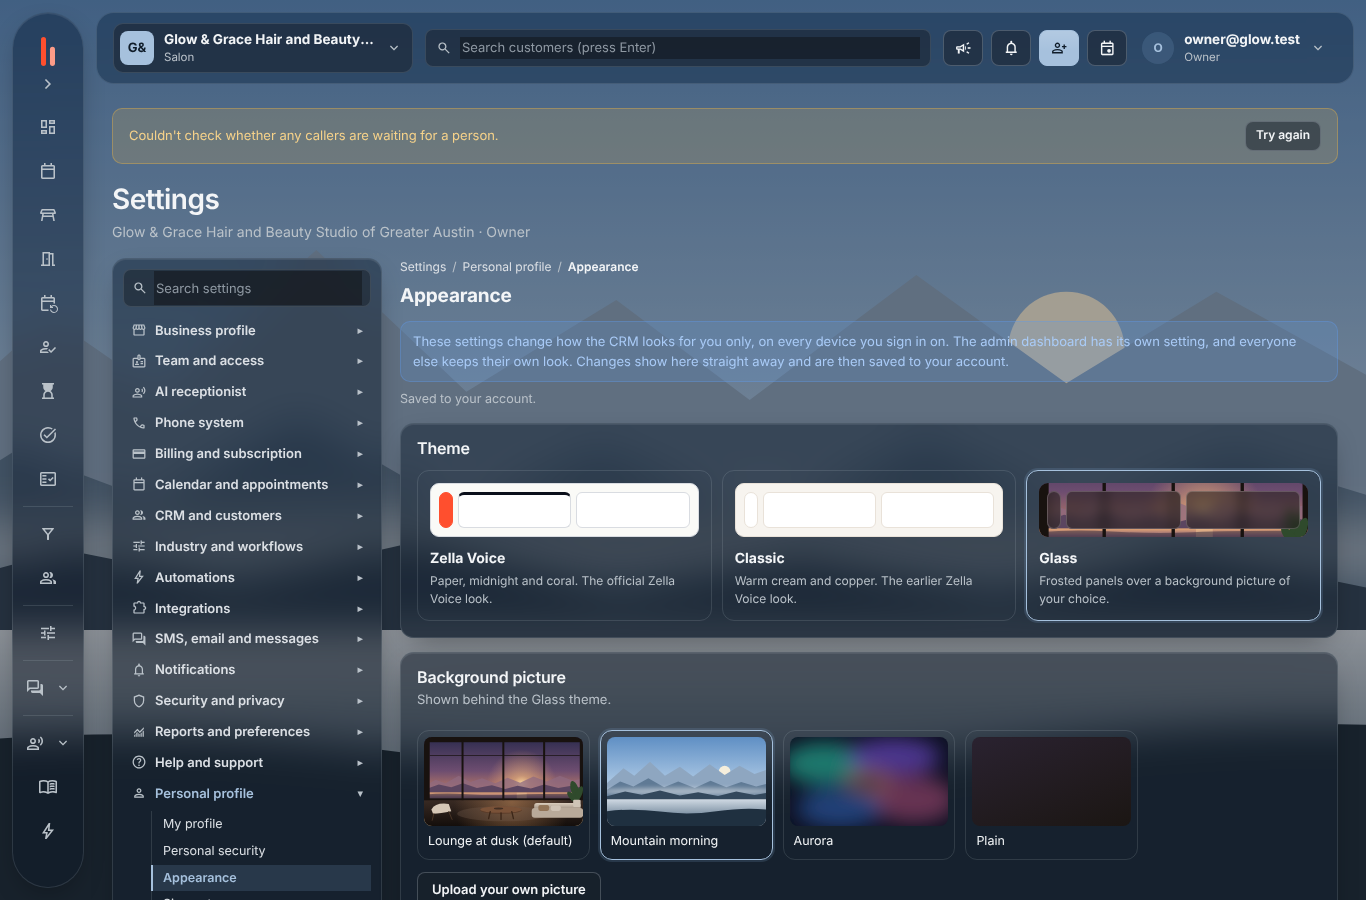 G&
Glow & Grace Hair and Beauty...
Salon
Search customers (press Enter)
O
owner@glow.test
Owner
Couldn't check whether any callers are waiting for a person.
Try again
Settings
Glow & Grace Hair and Beauty Studio of Greater Austin · Owner
Search settings
Business profile
Team and access
AI receptionist
Phone system
Billing and subscription
Calendar and appointments
CRM and customers
Industry and workflows
Automations
Integrations
SMS, email and messages
Notifications
Security and privacy
Reports and preferences
Help and support
Personal profile
My profile
Personal security
Appearance
Settings / Personal profile / Appearance
Appearance
These settings change how the CRM looks for you only, on every device you sign in on. The admin dashboard has its own setting, and everyone
else keeps their own look. Changes show here straight away and are then saved to your account.
Saved to your account.
Theme
Zella Voice
Paper, midnight and coral. The official Zella
Voice look.
Classic
Warm cream and copper. The earlier Zella
Voice look.
Glass
Frosted panels over a background picture of
your choice.
Background picture
Shown behind the Glass theme.
Lounge at dusk (default)
Mountain morning
Aurora
Plain
Upload your own picture